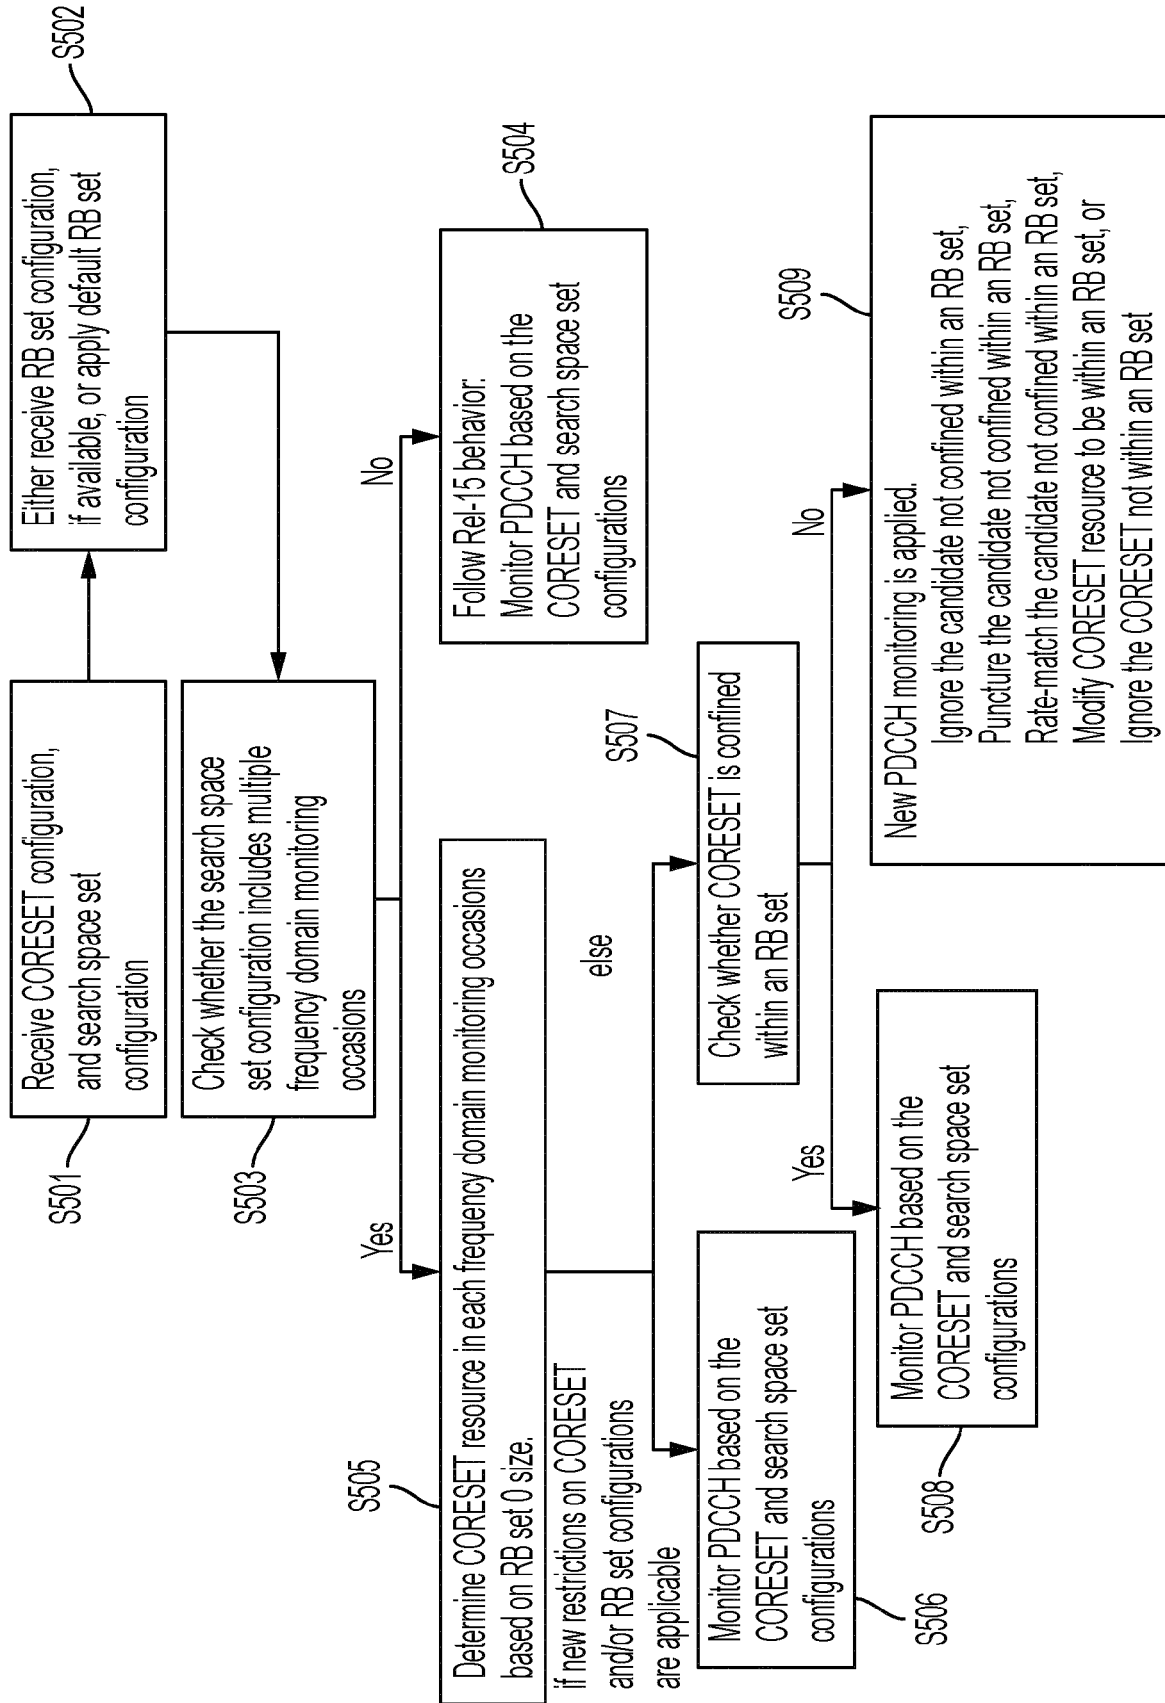 S501
Receive CORESET configuration,
and search space set
configuration
S502
Either receive RB set configuration,
if available, or apply default RB set
configuration
S503
Check whether the search space
set configuration includes multiple
frequency domain monitoring
occasions
Yes
No
S504
Follow Rel-15 behavior:
Monitor PDCCH based on the
CORESET and search space set
configurations
S505
Determine CORESET resource in each frequency domain monitoring occasions
based on RB set 0 size.
if new restrictions on CORESET
and/or RB set configurations
are applicable
else
S506
Monitor PDCCH based on the
CORESET and search space set
configurations
S507
Check whether CORESET is confined
within an RB set
Yes
No
S508
Monitor PDCCH based on the
CORESET and search space set
configurations
S509
New PDCCH monitoring is applied.
Ignore the candidate not confined within an RB set,
Puncture the candidate not confined within an RB set,
Rate-match the candidate not confined within an RB set,
Modify CORESET resource to be within an RB set, or
Ignore the CORESET not within an RB set